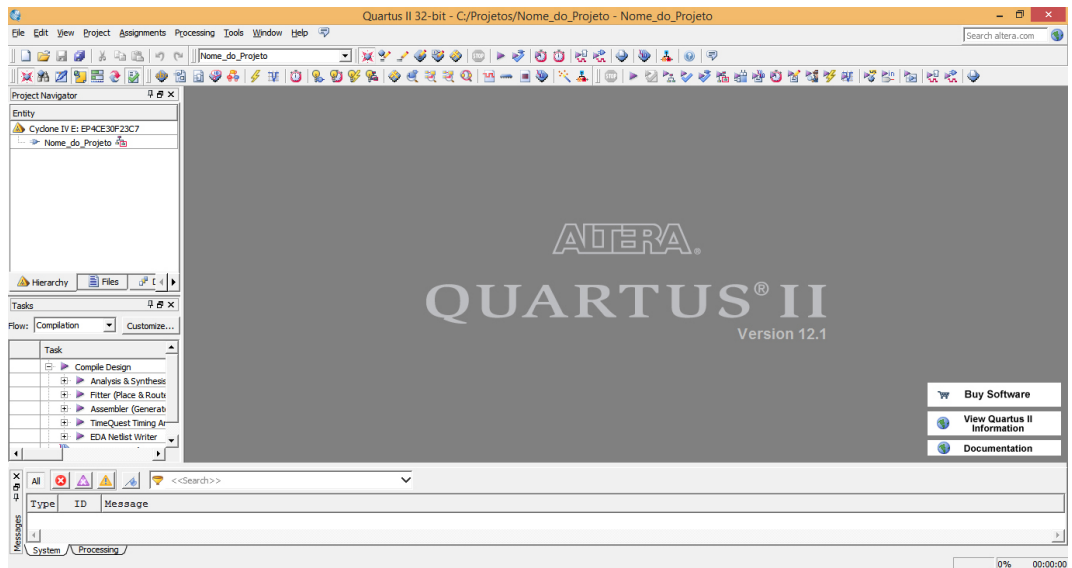 Quartus II 32-bit - C:/Projetos/Nome_do_Projeto - Nome_do_Projeto
File Edit View Project Assignments Processing Tools Window Help
Search altera.com
Nome_do_Projeto
Project Navigator
Entity
Cyclone IV E: EP4CE30F23C7
Nome_do_Projeto
Hierarchy Files
Tasks
Flow: Compilation Customize...
Task
Compile Design
Analysis & Synthesis
Fitter (Place & Route
Assembler (Generat
TimeQuest Timing An
EDA Netlist Writer
ALTERA®
QUARTUS® II
Version 12.1
Buy Software
View Quartus II
Information
Documentation
All <<Search>>
Type ID Message
Messages
System Processing
0% 00:00:00